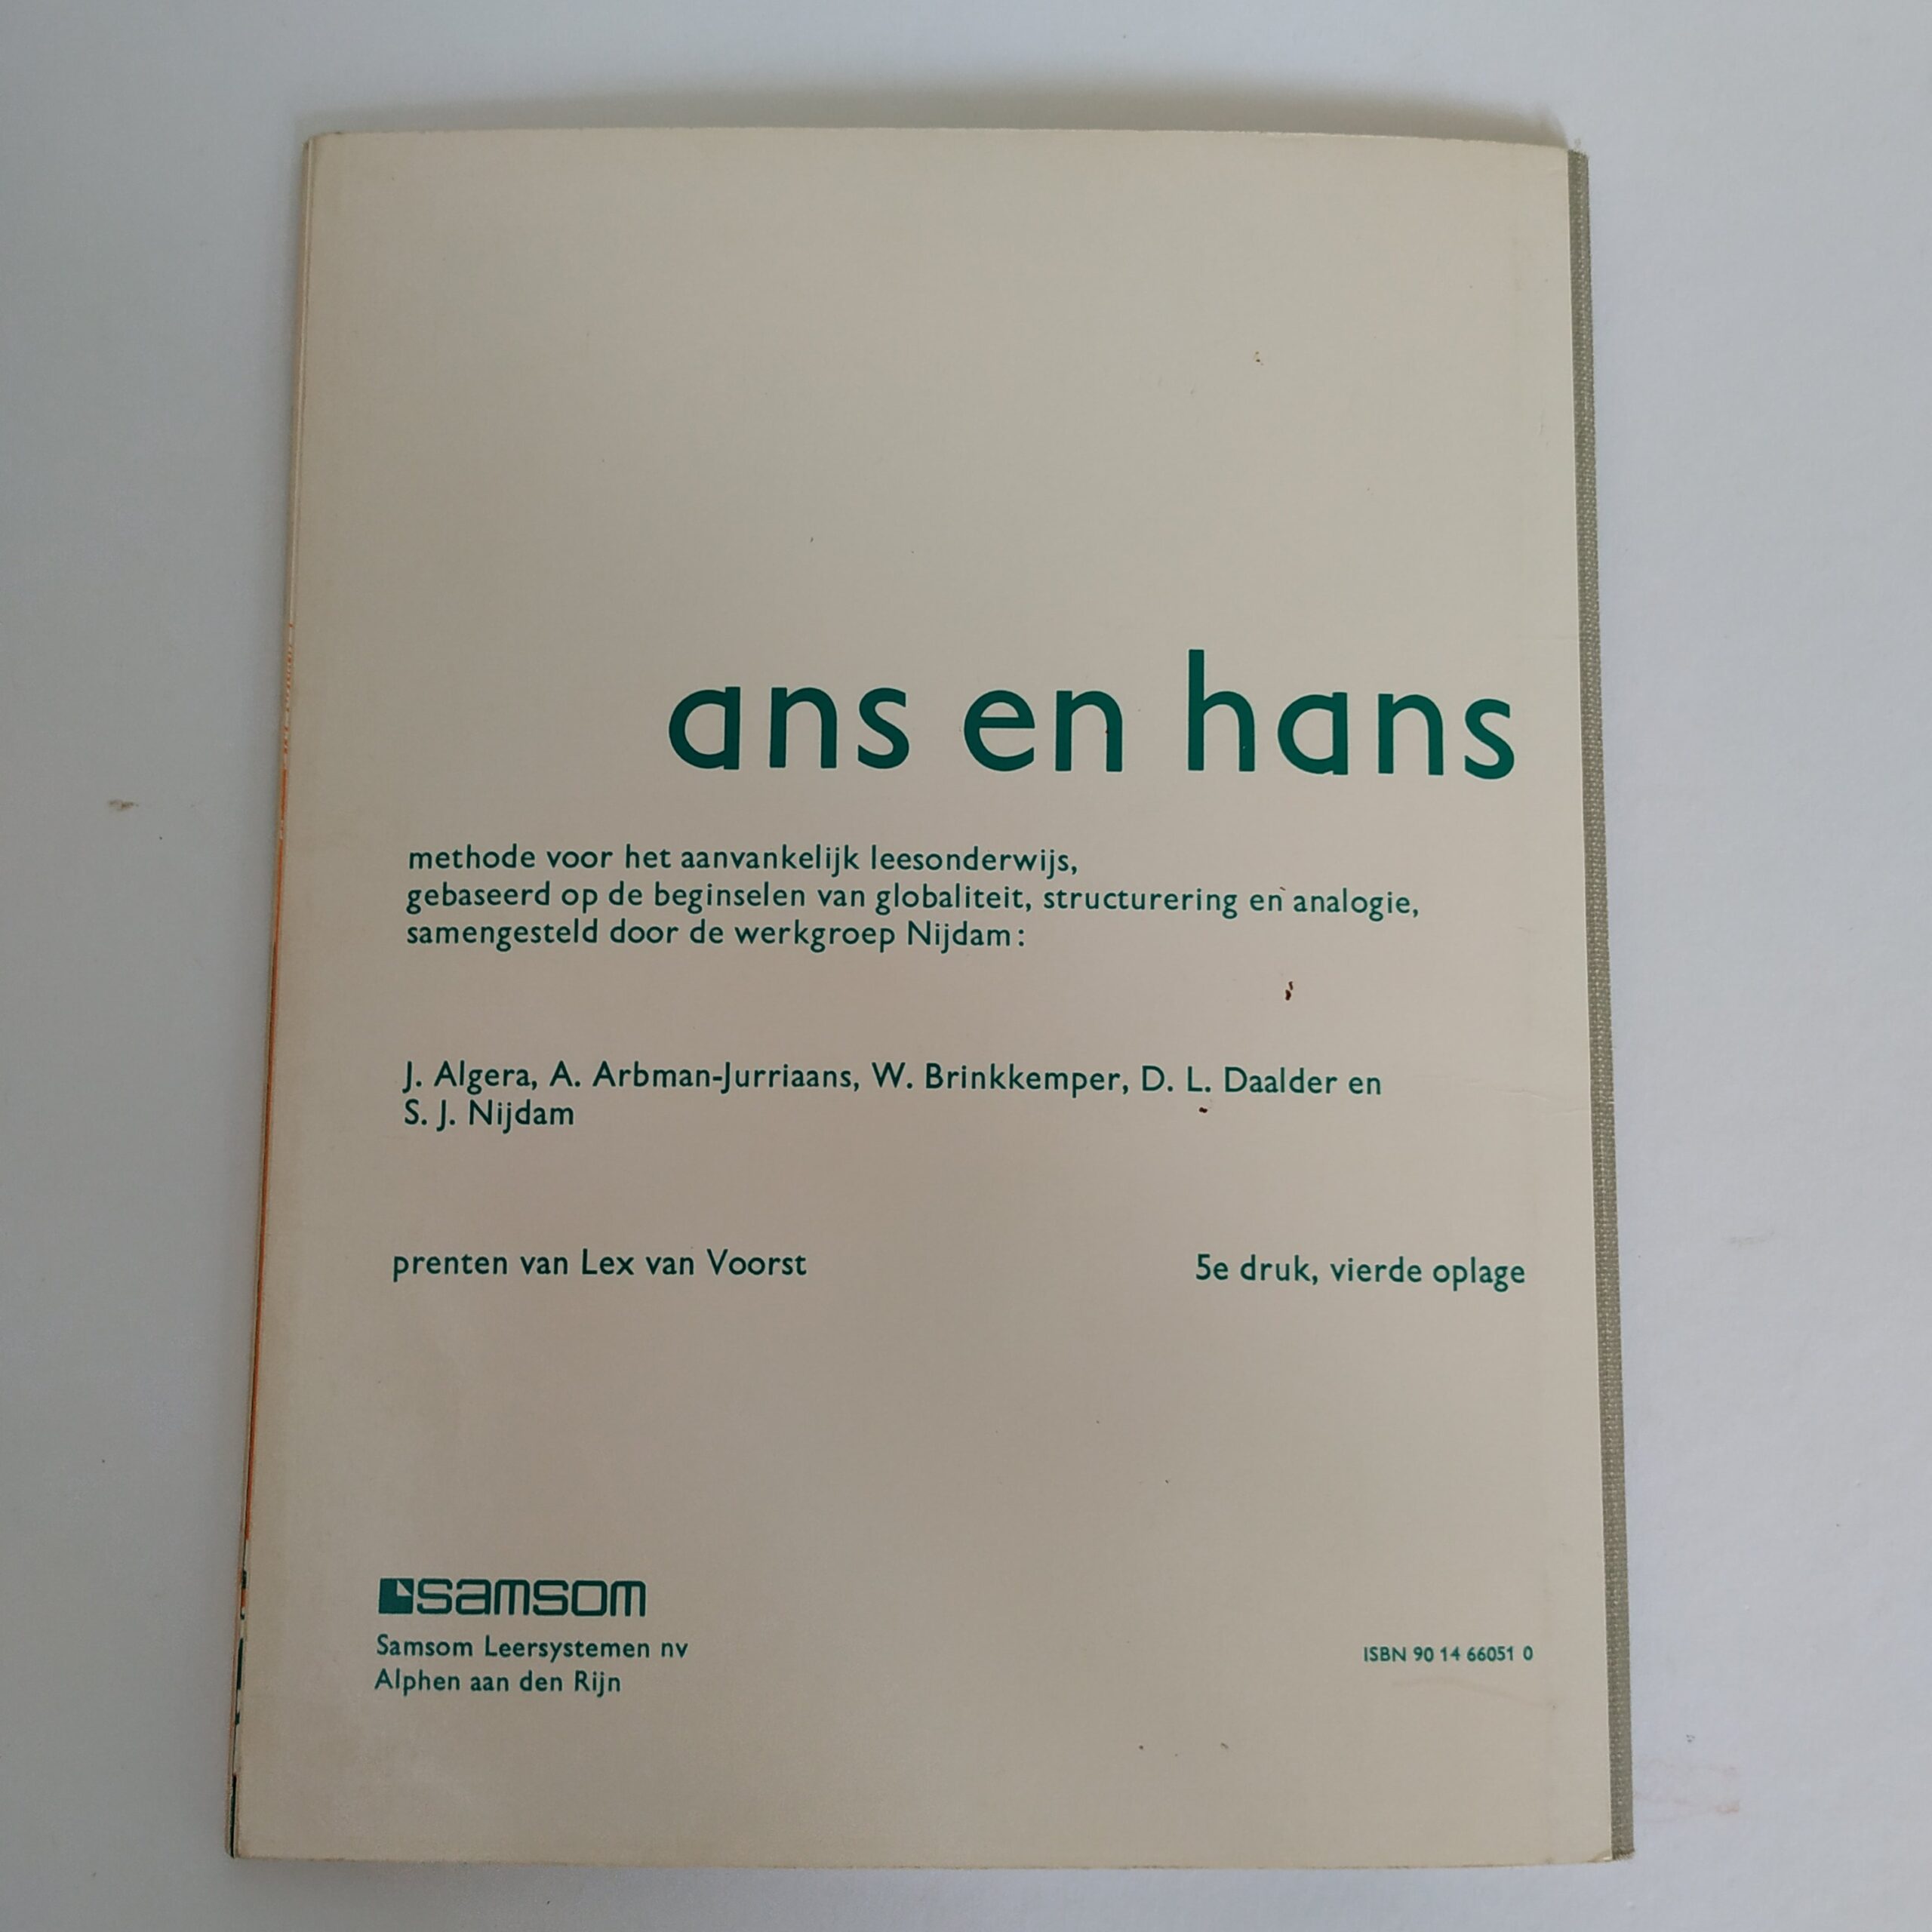 ans en hans
methode voor het aanvankelijk leesonderwijs,
gebaseerd op de beginselen van globaliteit, structurering en analogie,
samengesteld door de werkgroep Nijdam:
J. Algera, A. Arbman-Jurriaans, W. Brinkkemper, D. L. Daalder en
S. J. Nijdam
prenten van Lex van Voorst
5e druk, vierde oplage
samsom
Samsom Leersystemen nv
Alphen aan den Rijn
ISBN 90 14 66051 0